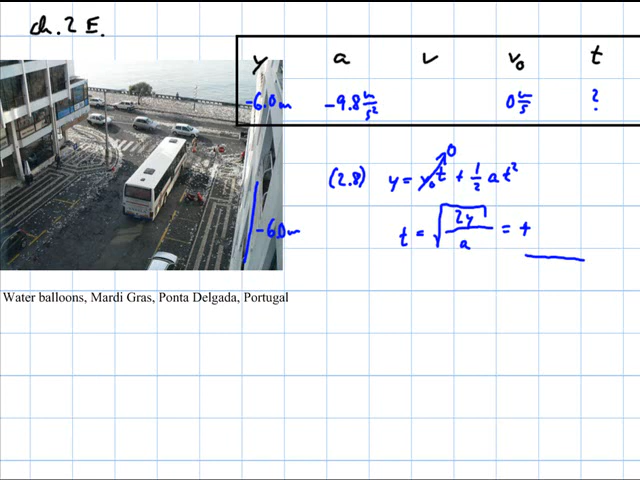 ch. 2 E.
y a v v₀ t
-6.0m -9.8 m/s² 0 m/s ?
(2.8) y = v₀t + ½ a t²
0
-6.0m
t = √(2y/a) = +
Water balloons, Mardi Gras, Ponta Delgada, Portugal